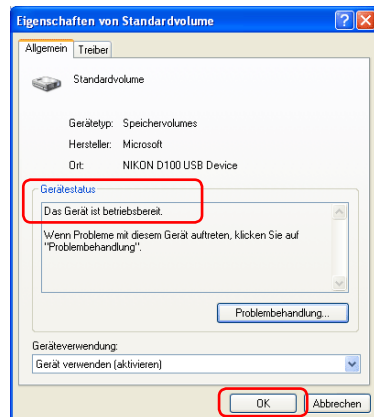 Eigenschaften von Standardvolume
Allgemein Treiber
Standardvolume
Gerätetyp: Speichervolumes
Hersteller: Microsoft
Ort: NIKON D100 USB Device
Gerätestatus
Das Gerät ist betriebsbereit.
Wenn Probleme mit diesem Gerät auftreten, klicken Sie auf
"Problembehandlung".
Problembehandlung...
Geräteverwendung:
Gerät verwenden (aktivieren)
OK Abbrechen